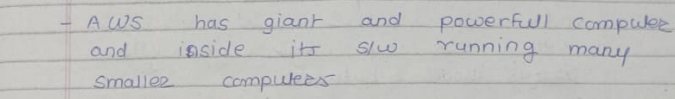 - AWS has giant and powerfull computer
and inside its s/w running many
smaller computers